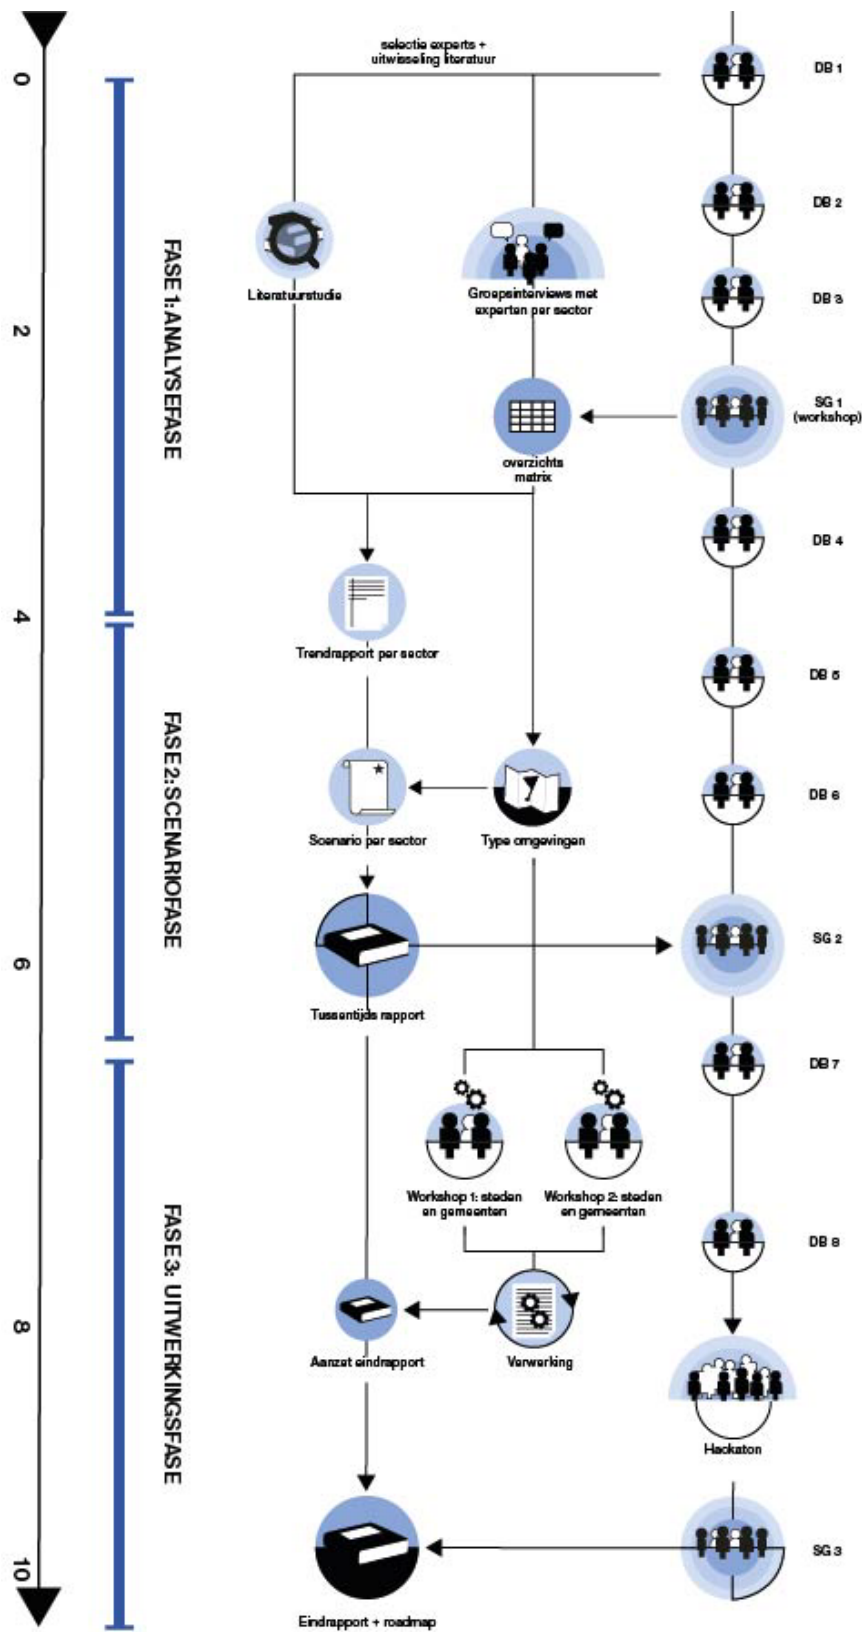 selectie experts +
uitwisseling literatuur
DB 1
0
DB 2
FASE 1: ANALYSEFASE
Literatuurstudie
Groepsinterviews met
experten per sector
DB 3
2
SG 1
(workshop)
overzichts
matrix
DB 4
4
Trendrapport per sector
DB 5
FASE 2: SCENARIOFASE
DB 6
Scenario per sector
Type omgevingen
SG 2
6
Tussentijds rapport
DB 7
Workshop 1: steden
en gemeenten
Workshop 2: steden
en gemeenten
DB 8
FASE 3: UITWERKINGSFASE
8
Aanzet eindrapport
Verwerking
Hackaton
SG 3
10
Eindrapport + roadmap